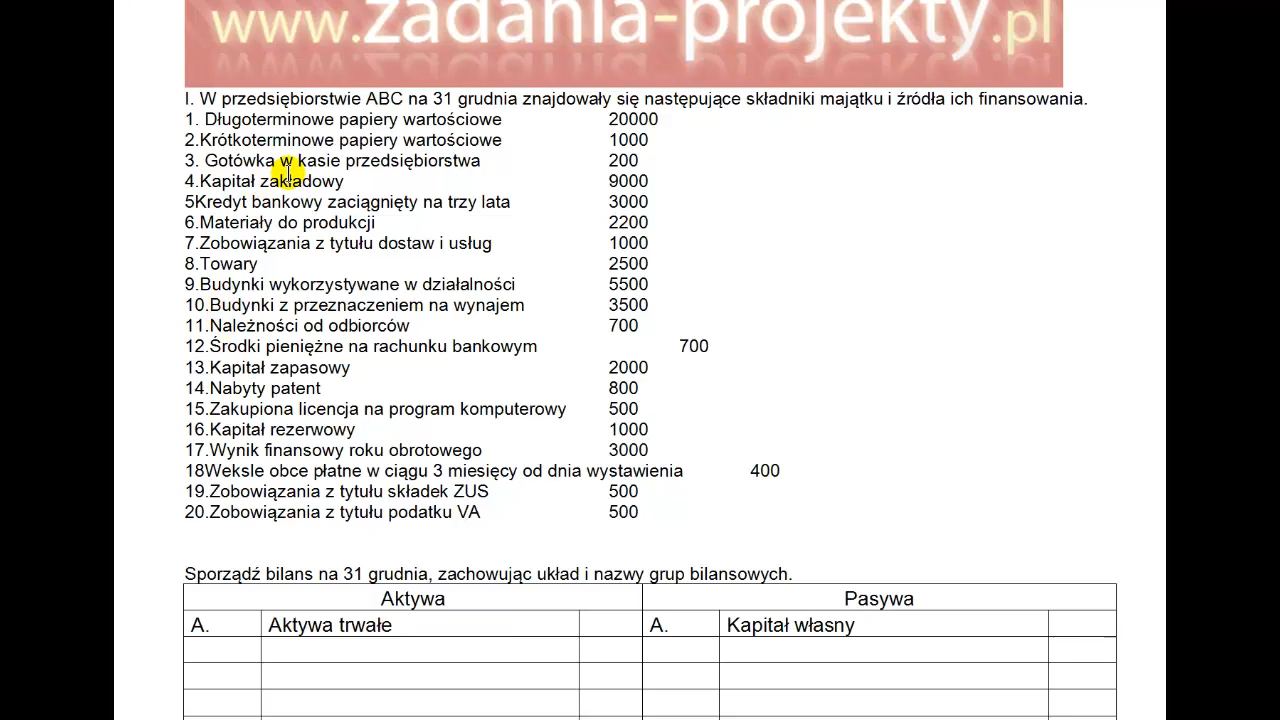 www.zadania-projekty.pl
I. W przedsiębiorstwie ABC na 31 grudnia znajdowały się następujące składniki majątku i źródła ich finansowania.
1. Długoterminowe papiery wartościowe 20000
2.Krótkoterminowe papiery wartościowe 1000
3. Gotówka w kasie przedsiębiorstwa 200
4.Kapitał zakładowy 9000
5Kredyt bankowy zaciągnięty na trzy lata 3000
6.Materiały do produkcji 2200
7.Zobowiązania z tytułu dostaw i usług 1000
8.Towary 2500
9.Budynki wykorzystywane w działalności 5500
10.Budynki z przeznaczeniem na wynajem 3500
11.Należności od odbiorców 700
12.Środki pieniężne na rachunku bankowym 700
13.Kapitał zapasowy 2000
14.Nabyty patent 800
15.Zakupiona licencja na program komputerowy 500
16.Kapitał rezerwowy 1000
17.Wynik finansowy roku obrotowego 3000
18Weksle obce płatne w ciągu 3 miesięcy od dnia wystawienia 400
19.Zobowiązania z tytułu składek ZUS 500
20.Zobowiązania z tytułu podatku VA 500
Sporządź bilans na 31 grudnia, zachowując układ i nazwy grup bilansowych.
Aktywa Pasywa
A. Aktywa trwałe A. Kapitał własny